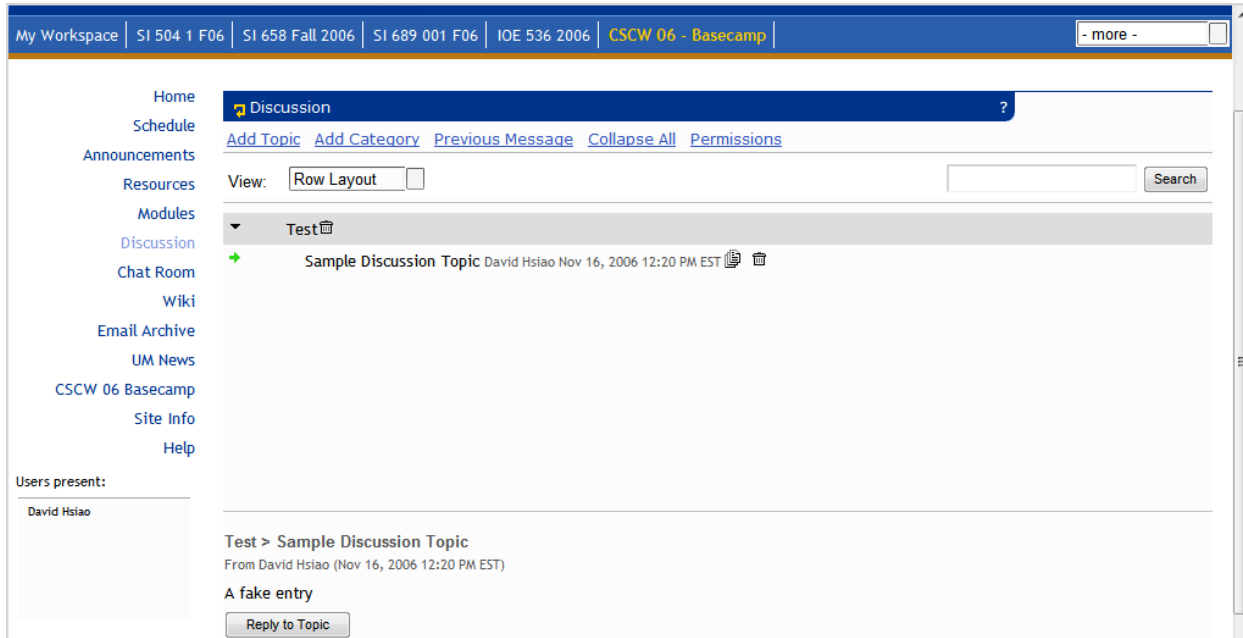 My Workspace SI 504 1 F06 SI 658 Fall 2006 SI 689 001 F06 IOE 536 2006 CSCW 06 - Basecamp - more -
Home
Schedule
Announcements
Resources
Modules
Discussion
Chat Room
Wiki
Email Archive
UM News
CSCW 06 Basecamp
Site Info
Help
Users present:
David Hsiao
Discussion ?
Add Topic Add Category Previous Message Collapse All Permissions
View: Row Layout Search
Test
Sample Discussion Topic David Hsiao Nov 16, 2006 12:20 PM EST
Test > Sample Discussion Topic
From David Hsiao (Nov 16, 2006 12:20 PM EST)
A fake entry
Reply to Topic